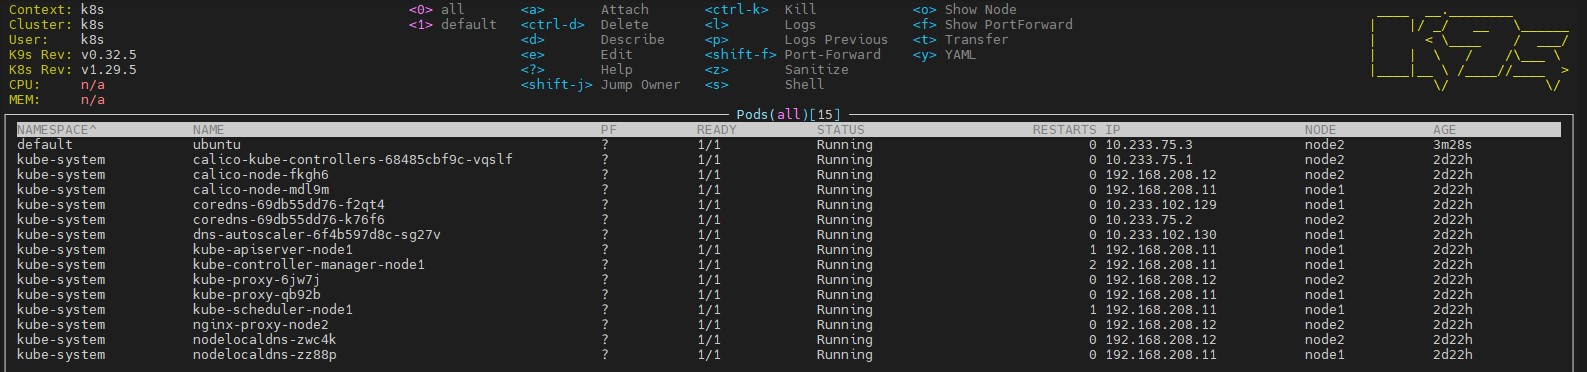 Context: k8s <0> all <a> Attach <ctrl-k> Kill <o> Show Node
Cluster: k8s <1> default <ctrl-d> Delete <l> Logs <f> Show PortForward
User: k8s <d> Describe <p> Logs Previous <t> Transfer
K9s Rev: v0.32.5 <e> Edit <shift-f> Port-Forward <y> YAML
K8s Rev: v1.29.5 <?> Help <z> Sanitize
CPU: n/a <shift-j> Jump Owner <s> Shell
MEM: n/a
Pods(all)[15]
NAMESPACE^ NAME PF READY STATUS RESTARTS IP NODE AGE
default ubuntu ? 1/1 Running 0 10.233.75.3 node2 3m28s
kube-system calico-kube-controllers-68485cbf9c-vqslf ? 1/1 Running 0 10.233.75.1 node2 2d22h
kube-system calico-node-fkgh6 ? 1/1 Running 0 192.168.208.12 node2 2d22h
kube-system calico-node-mdl9m ? 1/1 Running 0 192.168.208.11 node1 2d22h
kube-system coredns-69db55dd76-f2qt4 ? 1/1 Running 0 10.233.102.129 node1 2d22h
kube-system coredns-69db55dd76-k76f6 ? 1/1 Running 0 10.233.75.2 node2 2d22h
kube-system dns-autoscaler-6f4b597d8c-sg27v ? 1/1 Running 0 10.233.102.130 node1 2d22h
kube-system kube-apiserver-node1 ? 1/1 Running 1 192.168.208.11 node1 2d22h
kube-system kube-controller-manager-node1 ? 1/1 Running 2 192.168.208.11 node1 2d22h
kube-system kube-proxy-6jw7j ? 1/1 Running 0 192.168.208.12 node2 2d22h
kube-system kube-proxy-qb92b ? 1/1 Running 0 192.168.208.11 node1 2d22h
kube-system kube-scheduler-node1 ? 1/1 Running 1 192.168.208.11 node1 2d22h
kube-system nginx-proxy-node2 ? 1/1 Running 0 192.168.208.12 node2 2d22h
kube-system nodelocaldns-zwc4k ? 1/1 Running 0 192.168.208.12 node2 2d22h
kube-system nodelocaldns-zz88p ? 1/1 Running 0 192.168.208.11 node1 2d22h